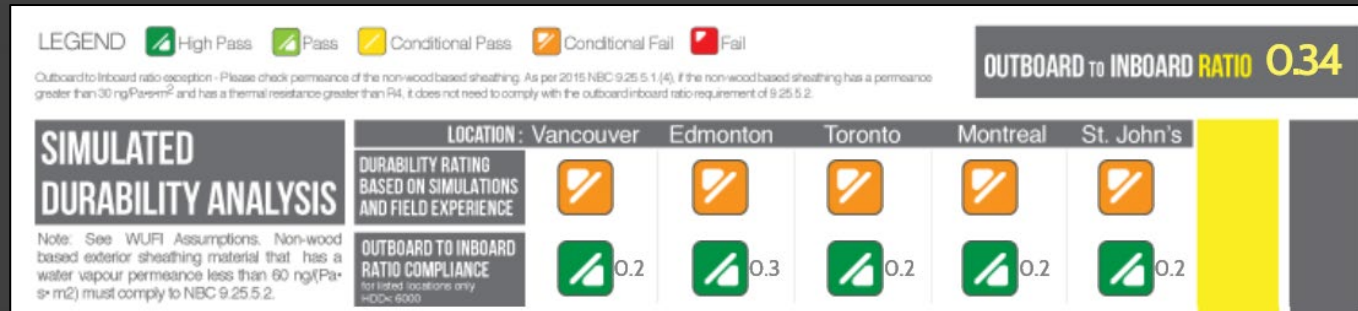 LEGEND High Pass Pass Conditional Pass Conditional Fail Fail
Outboard to Inboard ratio exception - Please check permeance of the non-wood based sheathing. As per 2015 NBC 9.25.5.1.(4), if the non-wood based sheathing has a permeance
greater than 30 ng/Pa•s•m² and has a thermal resistance greater than R4, it does not need to comply with the outboard inboard ratio requirement of 9.25.5.2.
OUTBOARD TO INBOARD RATIO 0.34
SIMULATED
DURABILITY ANALYSIS
Note: See WUFI Assumptions. Non-wood
based exterior sheathing material that has a
water vapour permeance less than 60 ng/(Pa•
s• m2) must comply to NBC 9.25.5.2.
LOCATION : Vancouver Edmonton Toronto Montreal St. John's
DURABILITY RATING
BASED ON SIMULATIONS
AND FIELD EXPERIENCE
OUTBOARD TO INBOARD
RATIO COMPLIANCE
for listed locations only
HDD< 6000
0.2 0.3 0.2 0.2 0.2